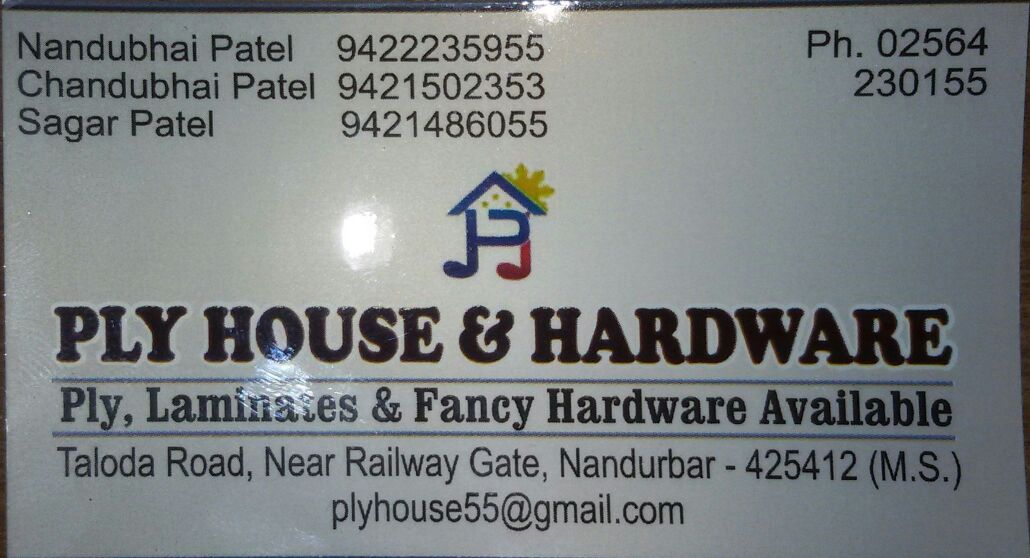 Nandubhai Patel 9422235955 Ph. 02564
Chandubhai Patel 9421502353 230155
Sagar Patel 9421486055
PLY HOUSE & HARDWARE
Ply, Laminates & Fancy Hardware Available
Taloda Road, Near Railway Gate, Nandurbar - 425412 (M.S.)
plyhouse55@gmail.com